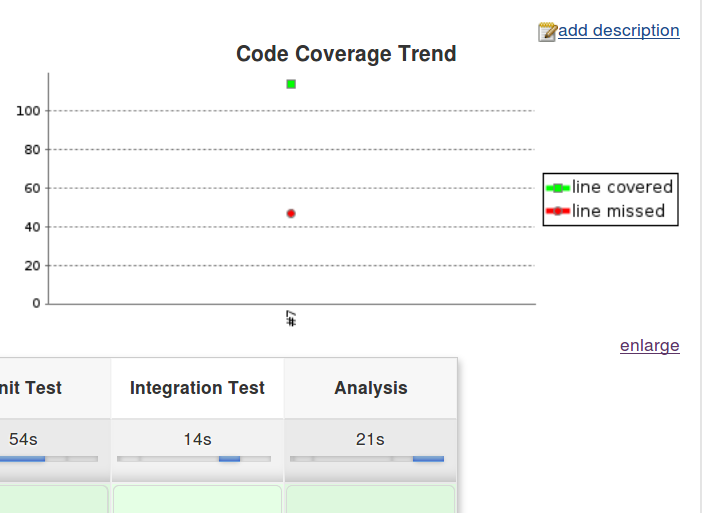 add description
Code Coverage Trend
100
80
60
40
20
0
#7
line covered
line missed
enlarge
nit Test
Integration Test
Analysis
54s
14s
21s